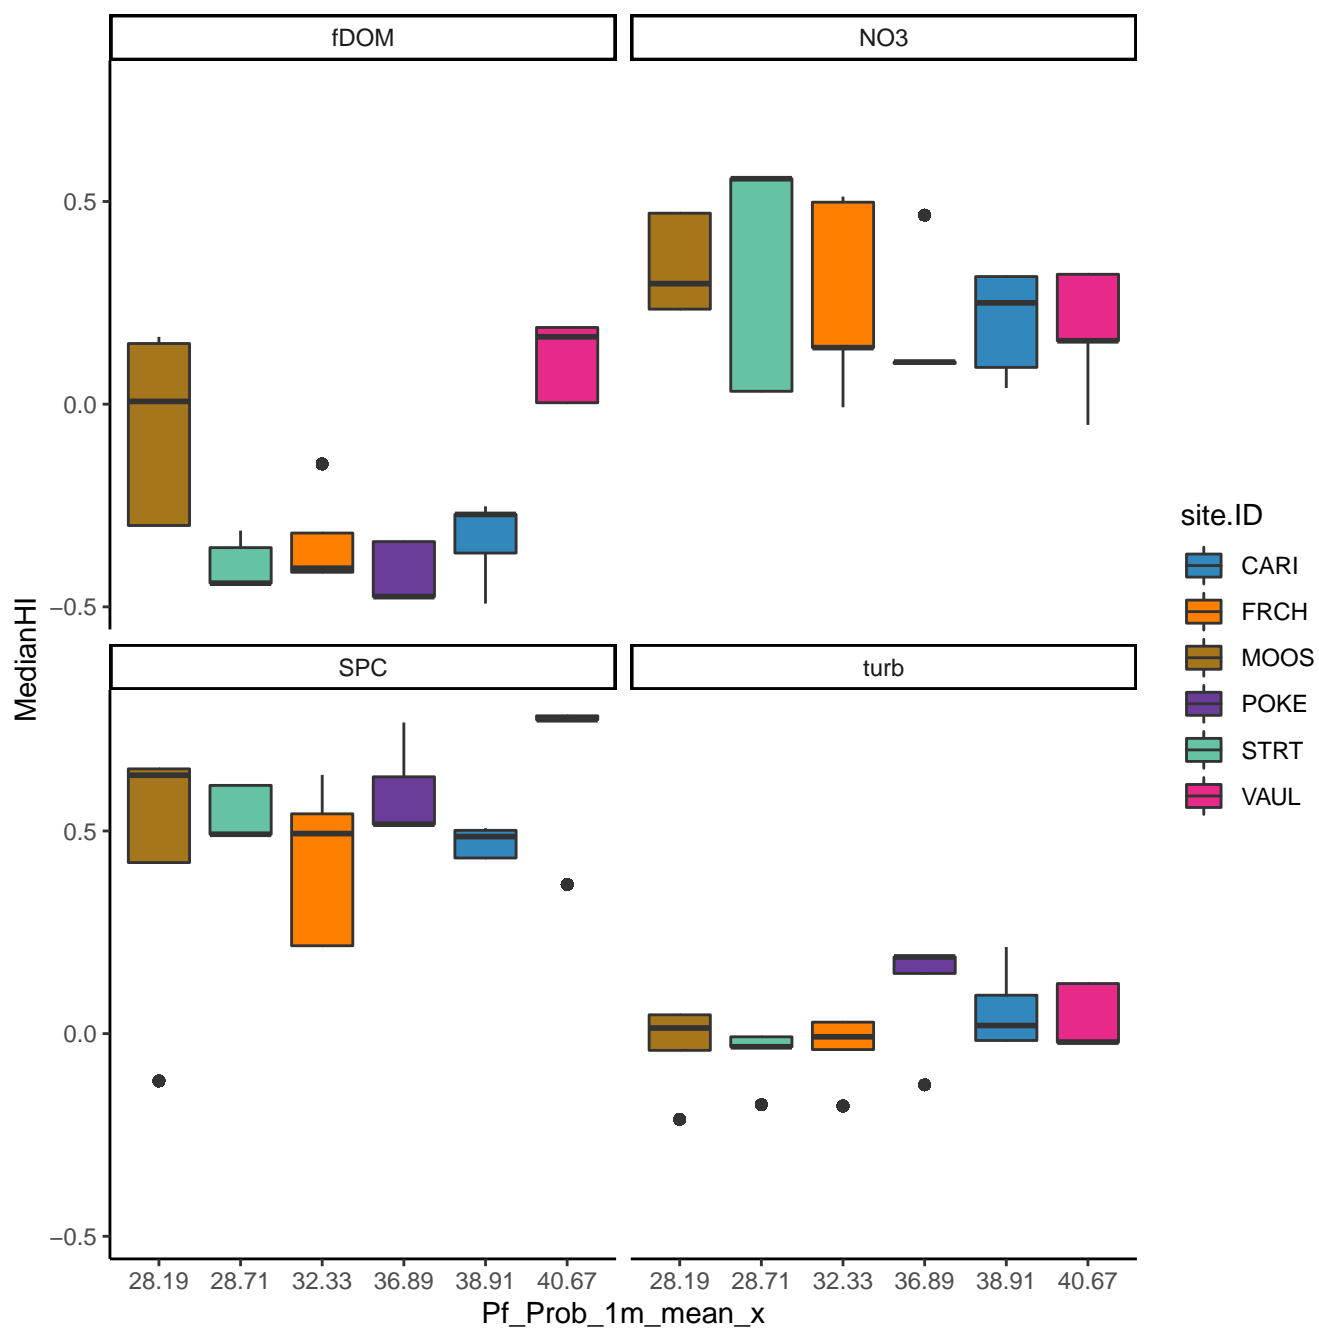 fDOM
NO3
0.5
0.0
−0.5
MedianHI
SPC
turb
0.5
0.0
−0.5
28.19 28.71 32.33 36.89 38.91 40.67
28.19 28.71 32.33 36.89 38.91 40.67
Pf_Prob_1m_mean_x
site.ID
CARI
FRCH
MOOS
POKE
STRT
VAUL